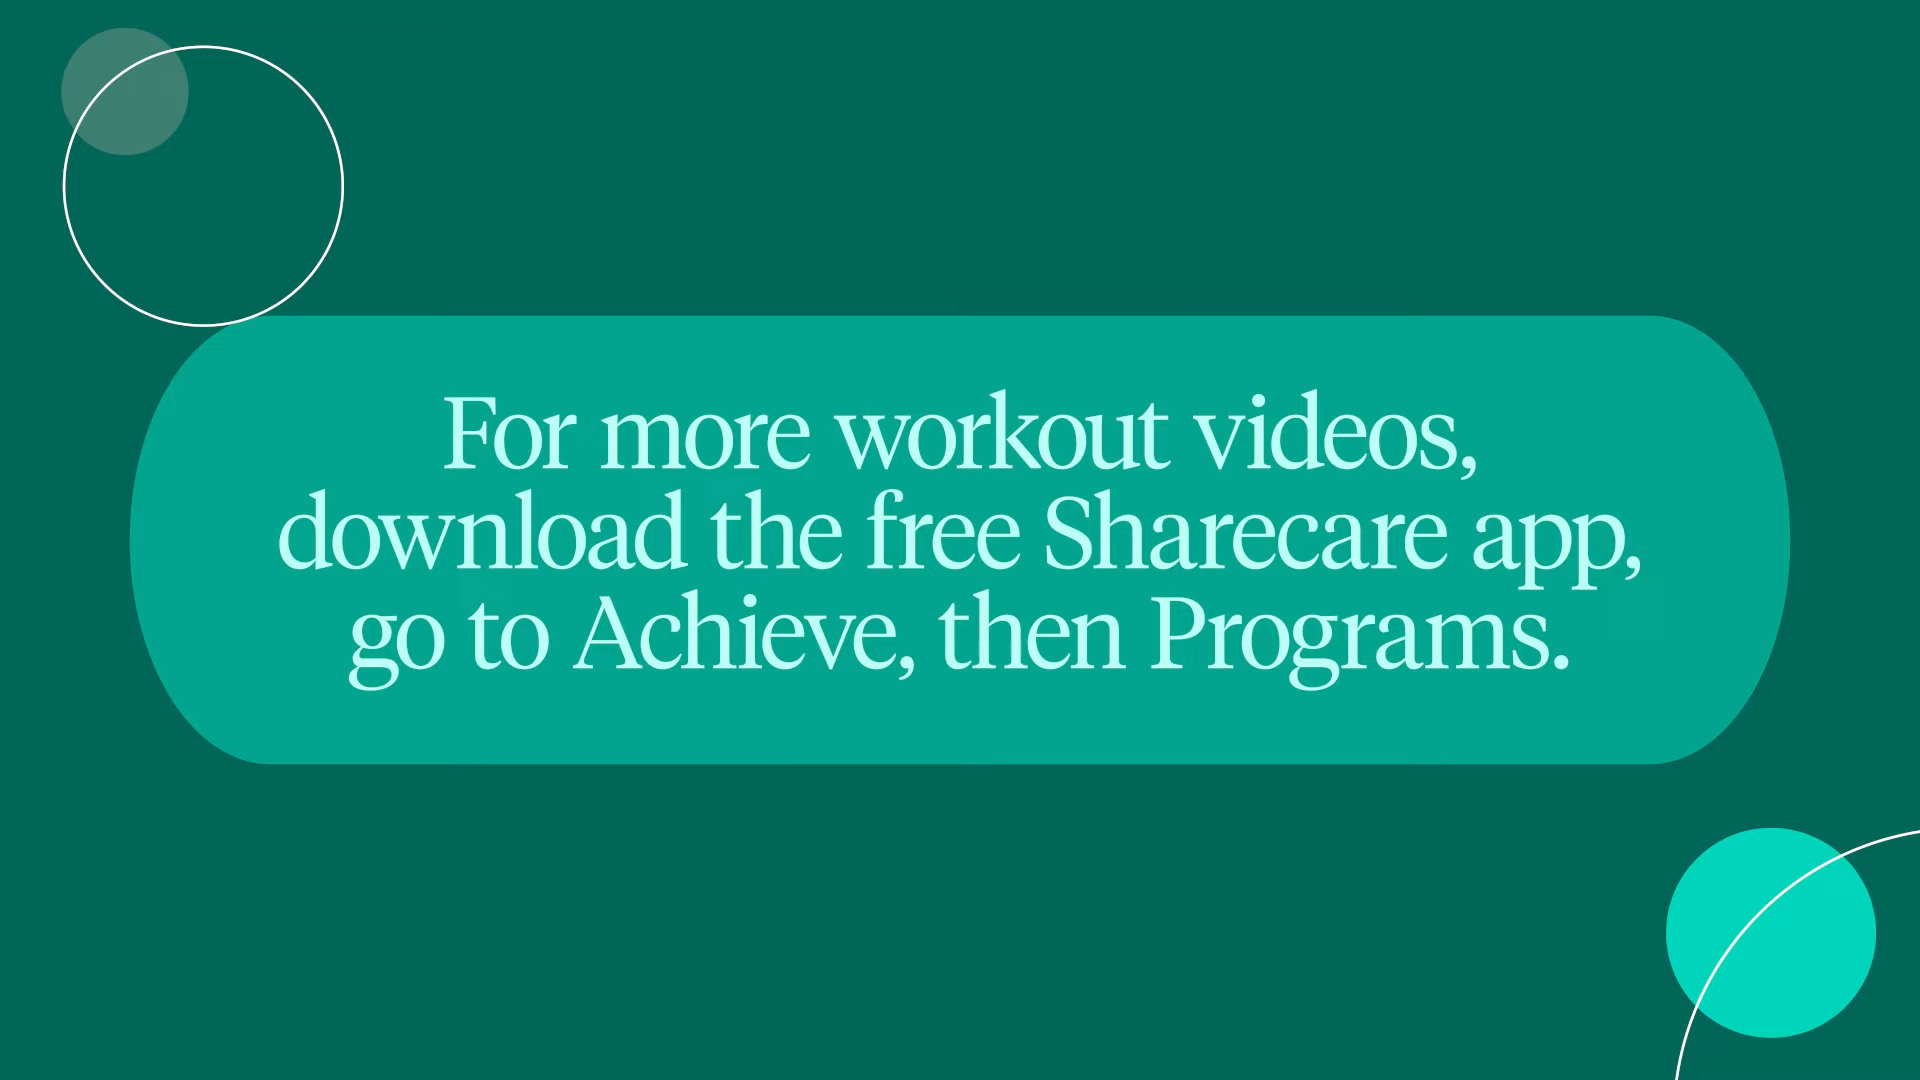 For more workout videos,
download the free Sharecare app,
go to Achieve, then Programs.